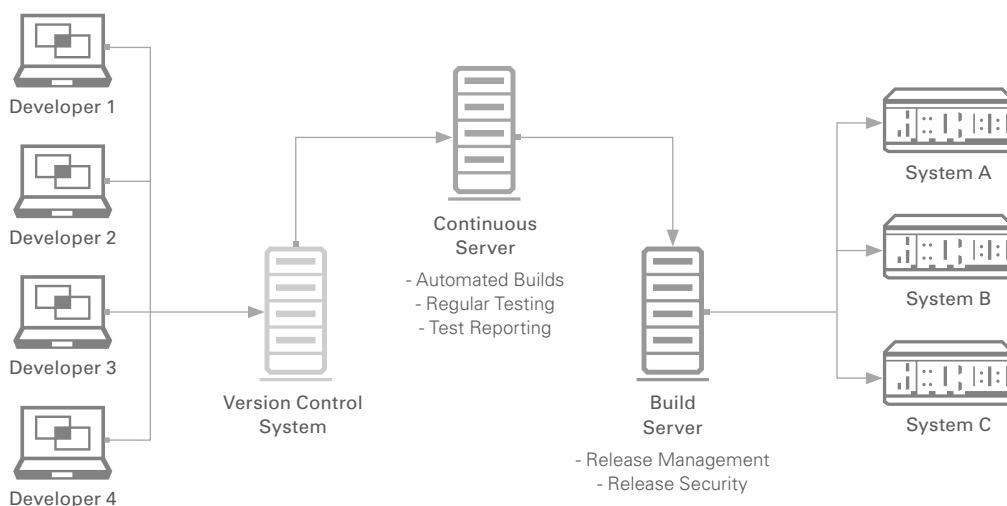 Developer 1
Developer 2
Developer 3
Developer 4
Version Control
System
Continuous
Server
- Automated Builds
- Regular Testing
- Test Reporting
Build
Server
- Release Management
- Release Security
System A
System B
System C